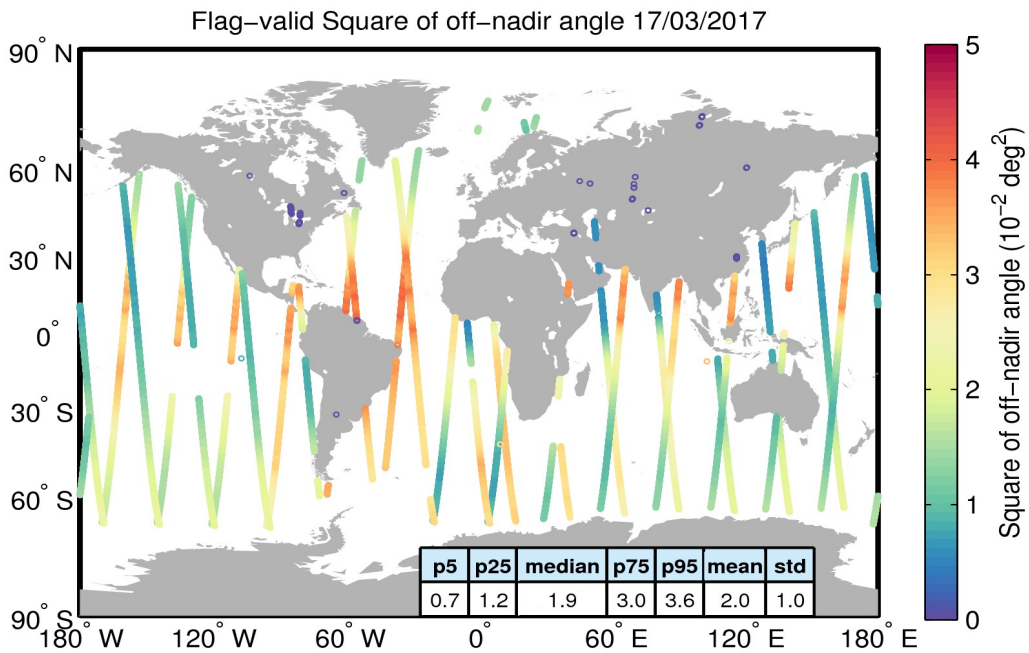 Flag−valid Square of off−nadir angle 17/03/2017
90° N
60° N
30° N
0°
30° S
60° S
90° S
180° W
120° W
60° W
0°
60° E
120° E
180° E
p5 p25 median p75 p95 mean std
0.7 1.2 1.9 3.0 3.6 2.0 1.0
5
4
3
2
1
0
Square of off−nadir angle (10⁻² deg²)